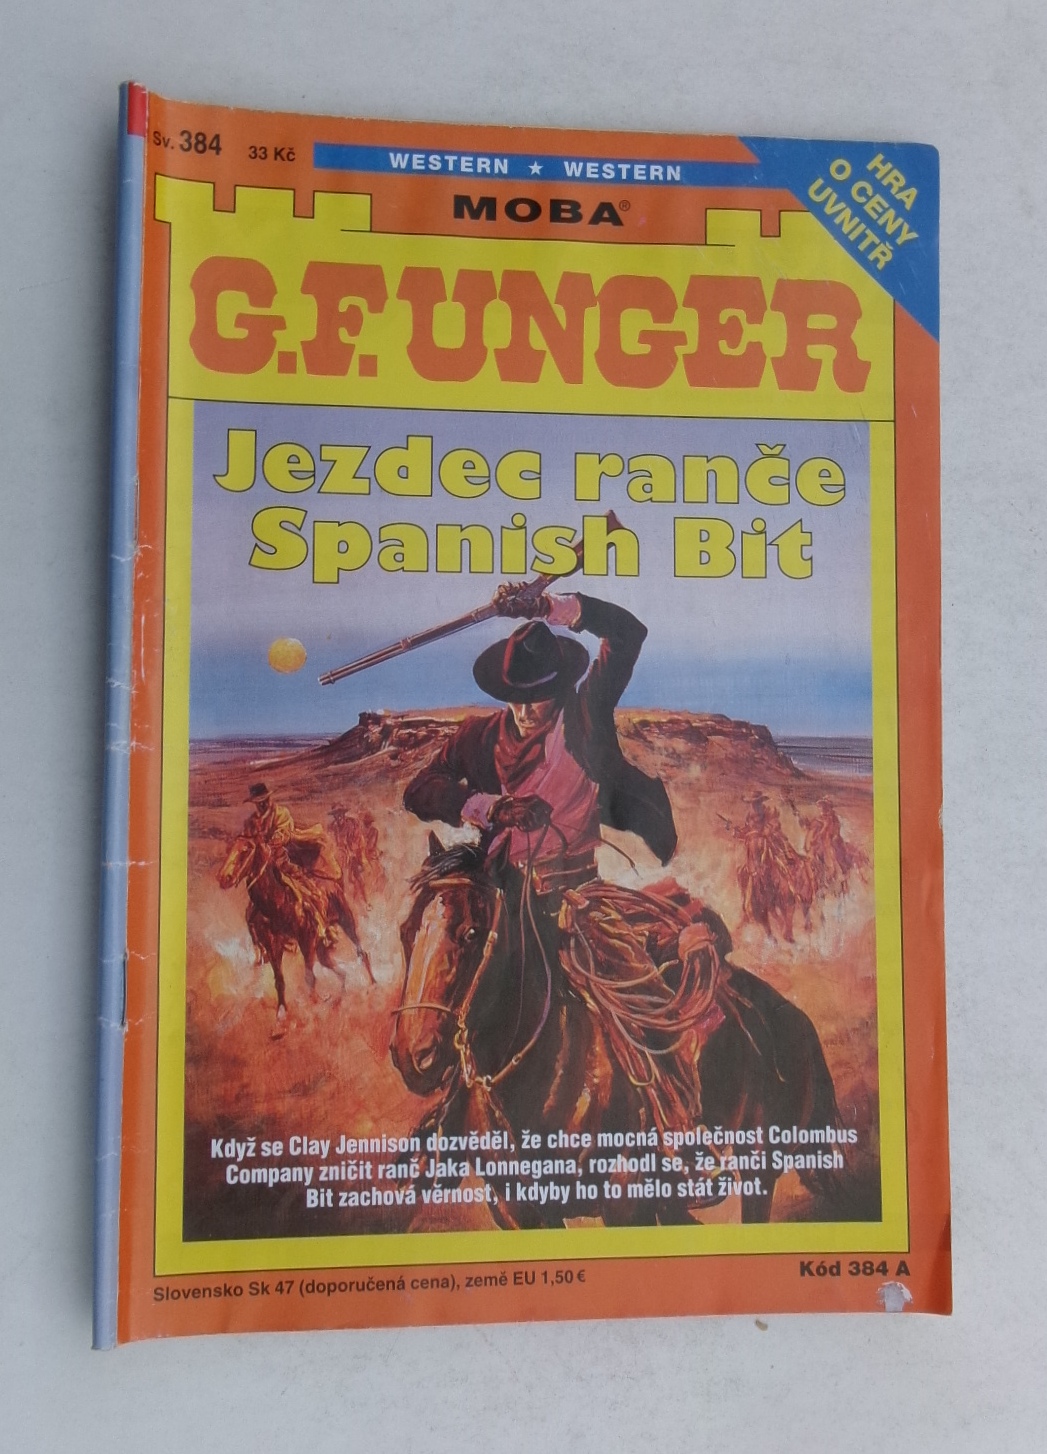 Sv. 384 33 Kč
WESTERN ★ WESTERN
HRA
O CENY
UVNITŘ
MOBA®
G.F. UNGER
Jezdec ranče
Spanish Bit
Když se Clay Jennison dozvěděl, že chce mocná společnost Colombus
Company zničit ranč Jaka Lonnegana, rozhodl se, že ranči Spanish
Bit zachová věrnost, i kdyby ho to mělo stát život.
Slovensko Sk 47 (doporučená cena), země EU 1,50 €
Kód 384 A